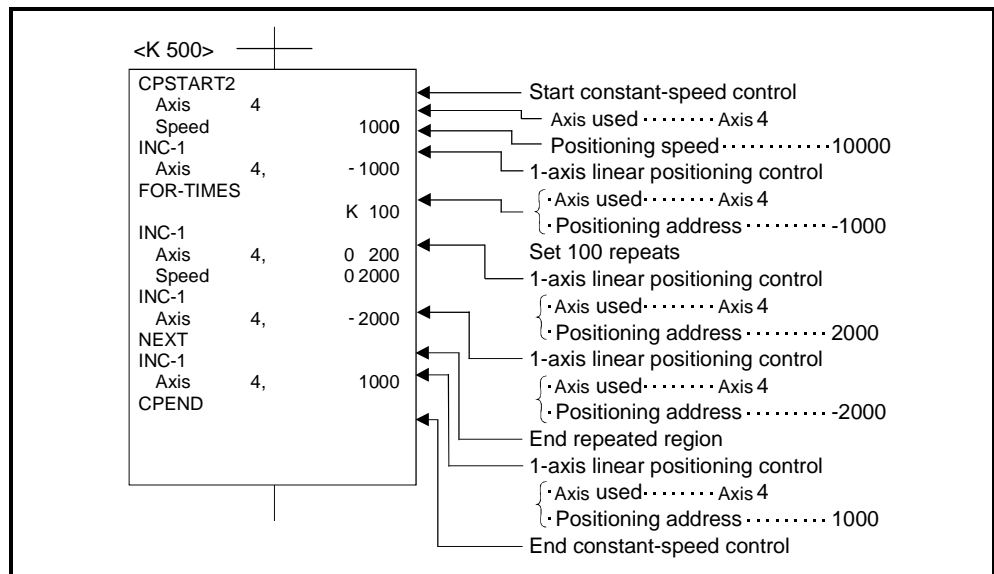 <K 500>
CPSTART2
Axis 4
Speed 1000
INC-1
Axis 4, - 1000
FOR-TIMES
K 100
INC-1
Axis 4, 0 200
Speed 0 2000
INC-1
Axis 4, - 2000
NEXT
INC-1
Axis 4, 1000
CPEND
Start constant-speed control
Axis used ········ Axis 4
Positioning speed ············ 10000
1-axis linear positioning control
· Axis used ········ Axis 4
· Positioning address ········· -1000
Set 100 repeats
1-axis linear positioning control
· Axis used ········ Axis 4
· Positioning address ········· 2000
1-axis linear positioning control
· Axis used ········ Axis 4
· Positioning address ········· -2000
End repeated region
1-axis linear positioning control
· Axis used ········ Axis 4
· Positioning address ········· 1000
End constant-speed control